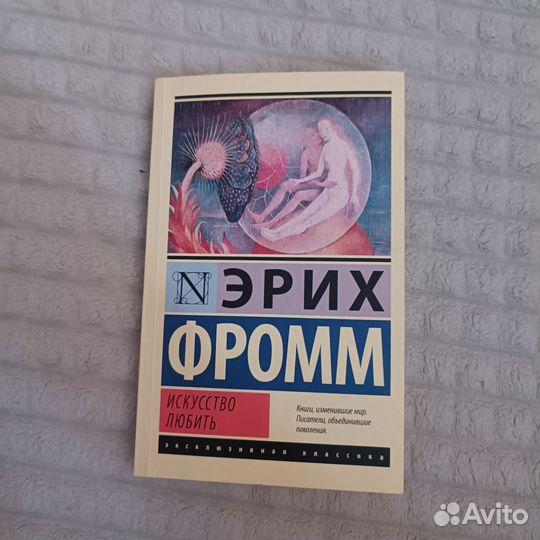 N ЭРИХ
ФРОММ
ИСКУССТВО
ЛЮБИТЬ
Книги, изменившие мир.
Писатели, объединившие
поколения.
эксклюзивная классика
Avito